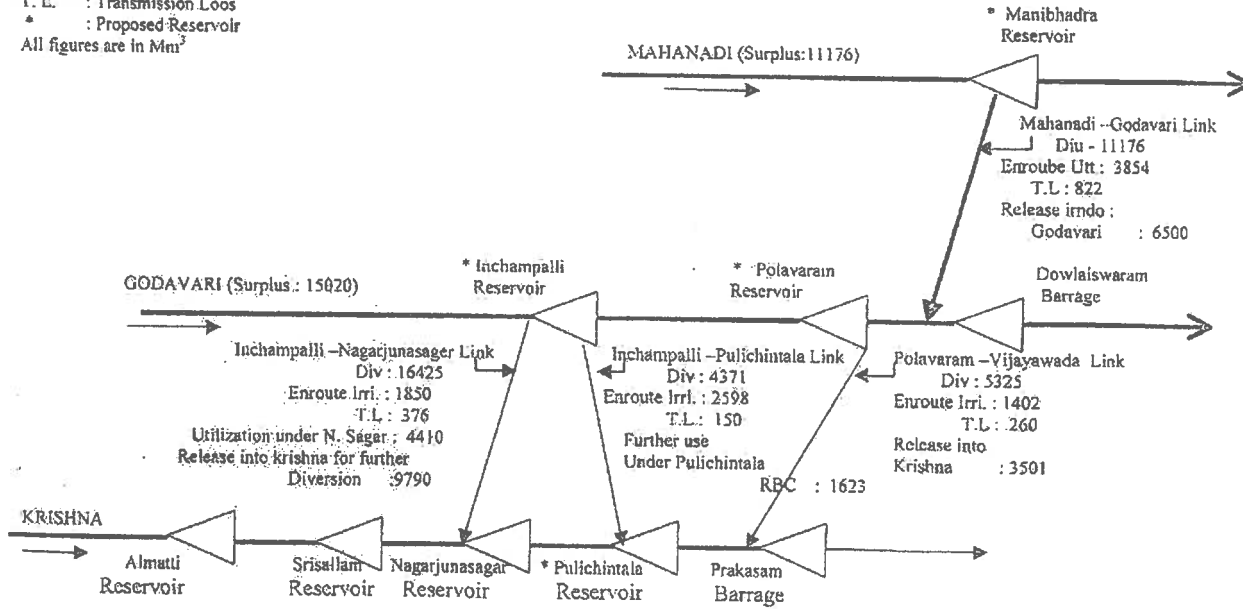 T. L. : Transmission Loos
* : Proposed Reservoir
All figures are in Mm³
* Manibhadra
Reservoir
MAHANADI (Surplus:11176)
Mahanadi --Godavari Link
Diu - 11176
Enroube Utt : 3854
T.L : 822
Release irndo :
Godavari : 6500
* Inchampalli
Reservoir
* Polavaram
Reservoir
Dowlaiswaram
Barrage
GODAVARI (Surplus : 15020)
Inchampalli –Nagarjunasager Link
Div : 16425
Enroute Irri. : 1850
T.L : 376
Utilization under N. Sagar : 4410
Release into krishna for further
Diversion :9790
Inchampalli –Pulichintala Link
Div : 4371
Enroute Irri. : 2598
T.L. : 150
Further use
Under Pulichintala
RBC : 1623
Polavaram –Vijayawada Link
Div : 5325
Enroute Irri. : 1402
T.L : 260
Release into
Krishna : 3501
KRISHNA
Almatti
Reservoir
Srisallam
Reservoir
Nagarjunasagar
Reservoir
* Pulichintala
Reservoir
Prakasam
Barrage